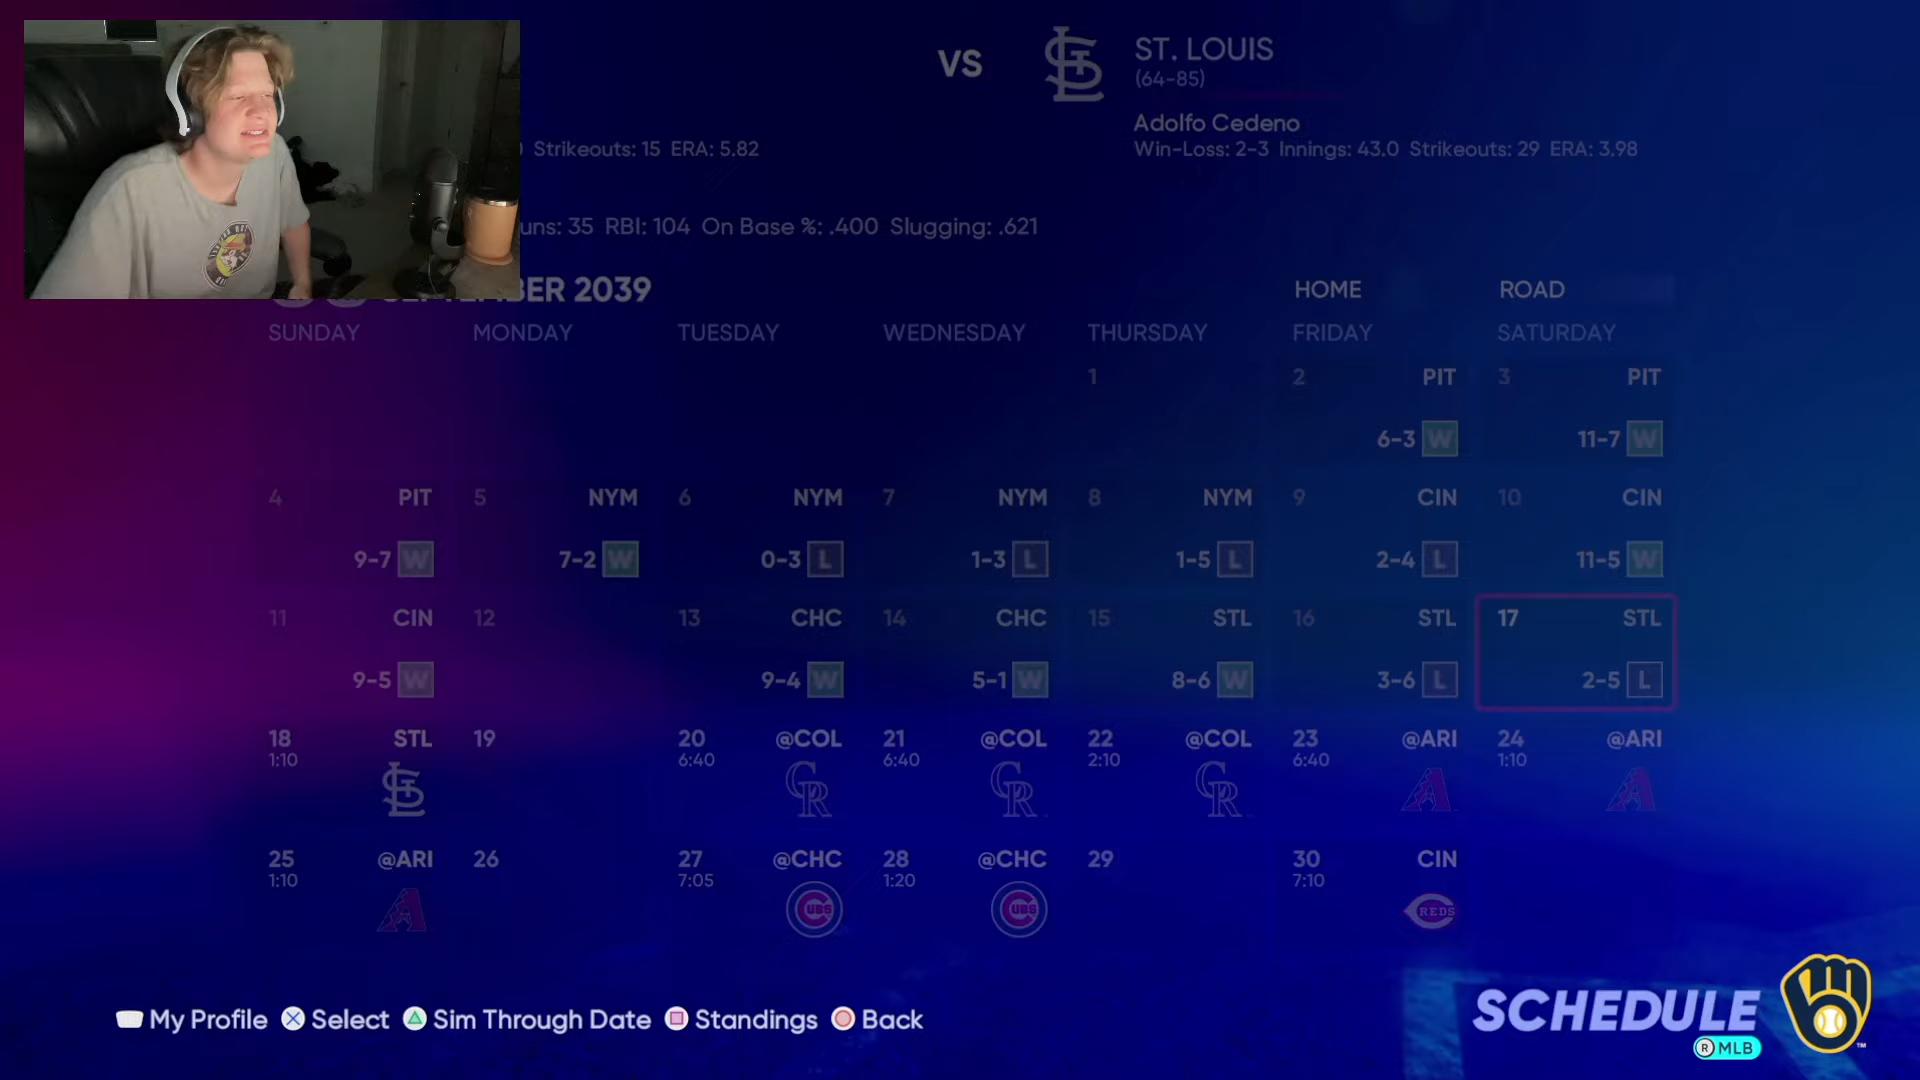 VS
ST. LOUIS
(64-85)
Adolfo Cedeno
Strikeouts: 15 ERA: 5.82
Win-Loss: 2-3 Innings: 43.0 Strikeouts: 29 ERA: 3.98
uns: 35 RBI: 104 On Base %: .400 Slugging: .621
BER 2039
HOME
ROAD
SUNDAY MONDAY TUESDAY WEDNESDAY THURSDAY FRIDAY SATURDAY
1 2 PIT 3 PIT
6-3 W 11-7 W
4 PIT 5 NYM 6 NYM 7 NYM 8 NYM 9 CIN 10 CIN
9-7 W 7-2 W 0-3 L 1-3 L 1-5 L 2-4 L 11-5 W
11 CIN 12 13 CHC 14 CHC 15 STL 16 STL 17 STL
9-5 W 9-4 W 5-1 W 8-6 W 3-6 L 2-5 L
18 STL 19 20 @COL 21 @COL 22 @COL 23 @ARI 24 @ARI
1:10 6:40 6:40 2:10 6:40 1:10
25 @ARI 26 27 @CHC 28 @CHC 29 30 CIN
1:10 7:05 1:20 7:10
UBS UBS REDS
My Profile Select Sim Through Date Standings Back
SCHEDULE
R MLB